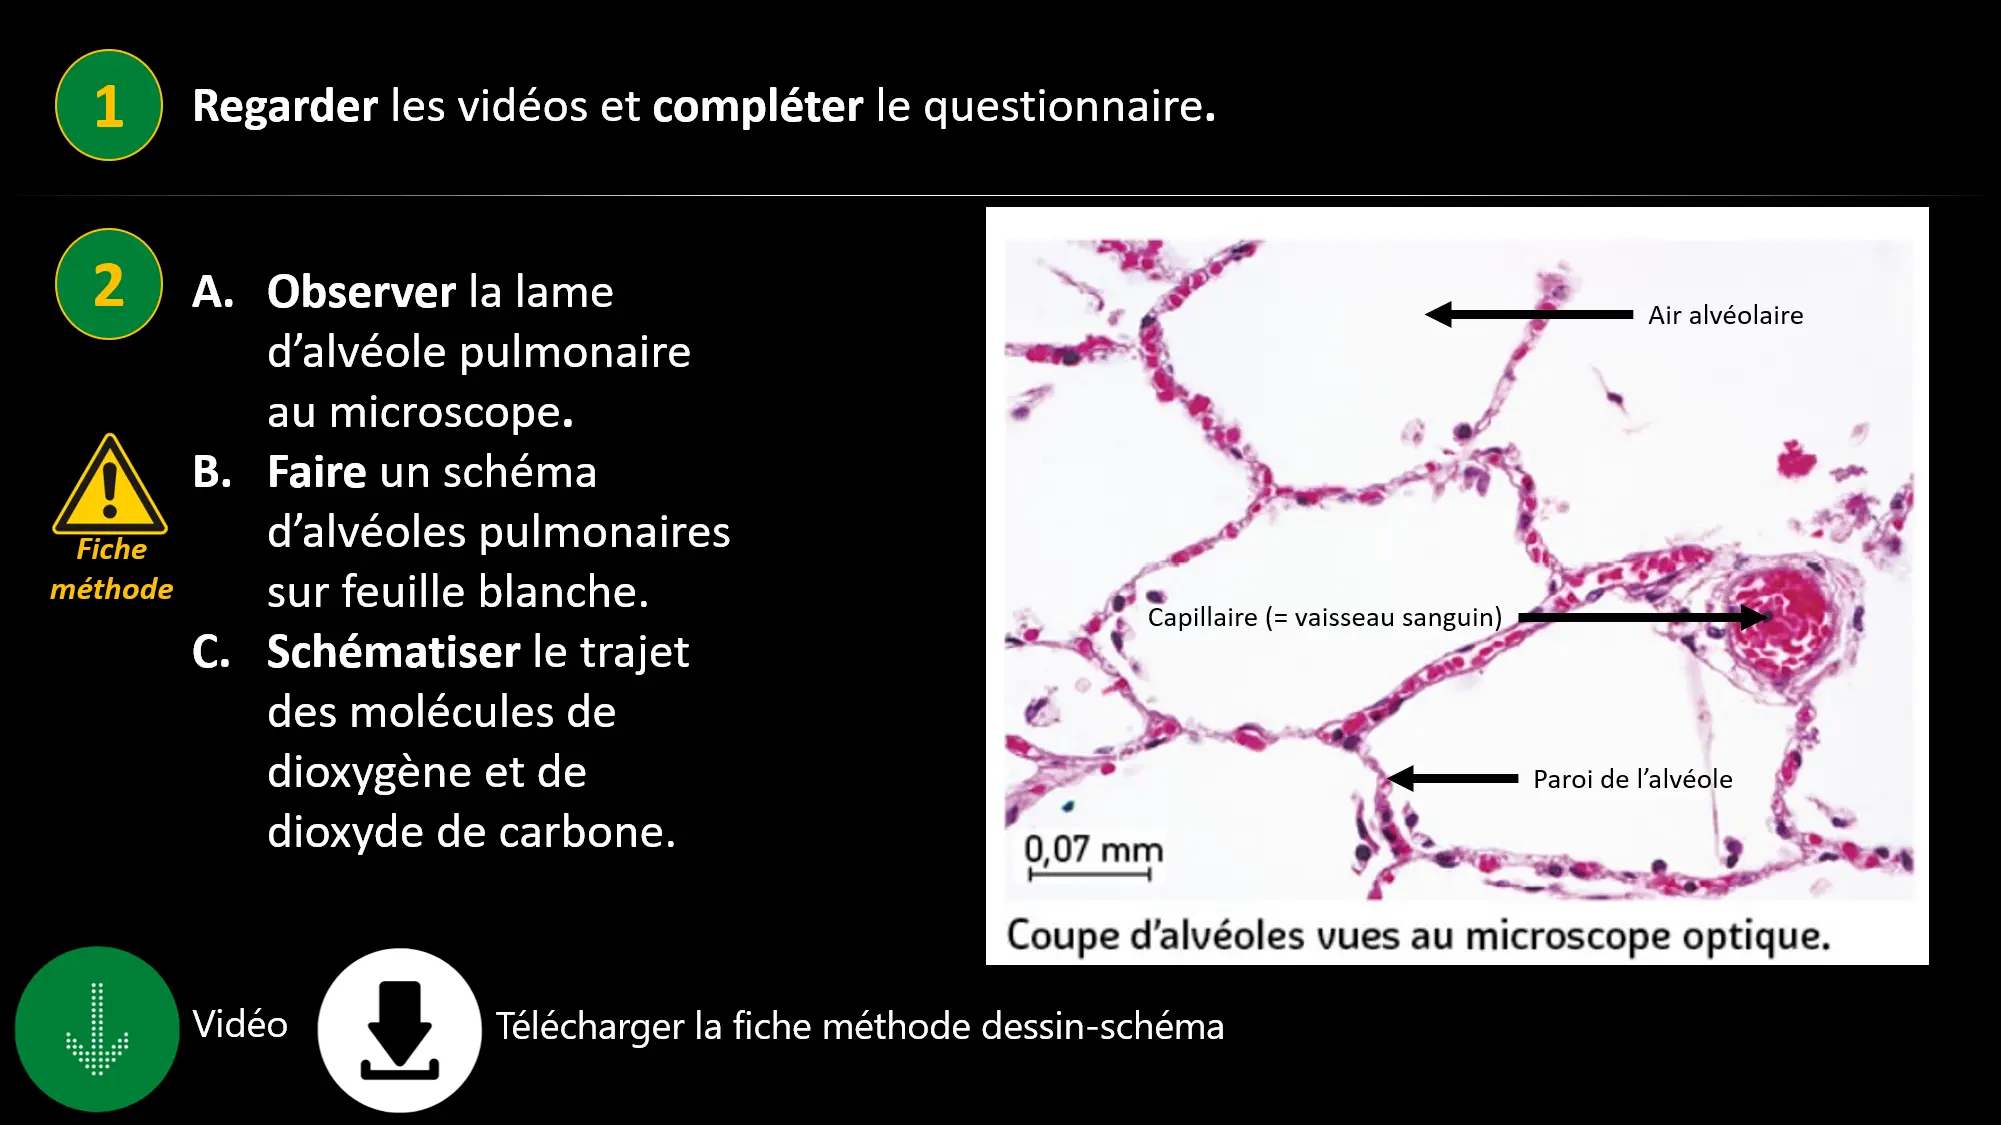 1
Regarder les vidéos et compléter le questionnaire.
2
A. Observer la lame
d’alvéole pulmonaire
au microscope.
B. Faire un schéma
d’alvéoles pulmonaires
sur feuille blanche.
C. Schématiser le trajet
des molécules de
dioxygène et de
dioxyde de carbone.
Fiche
méthode
Air alvéolaire
Capillaire (= vaisseau sanguin)
Paroi de l’alvéole
0,07 mm
Coupe d’alvéoles vues au microscope optique.
Vidéo
Télécharger la fiche méthode dessin-schéma